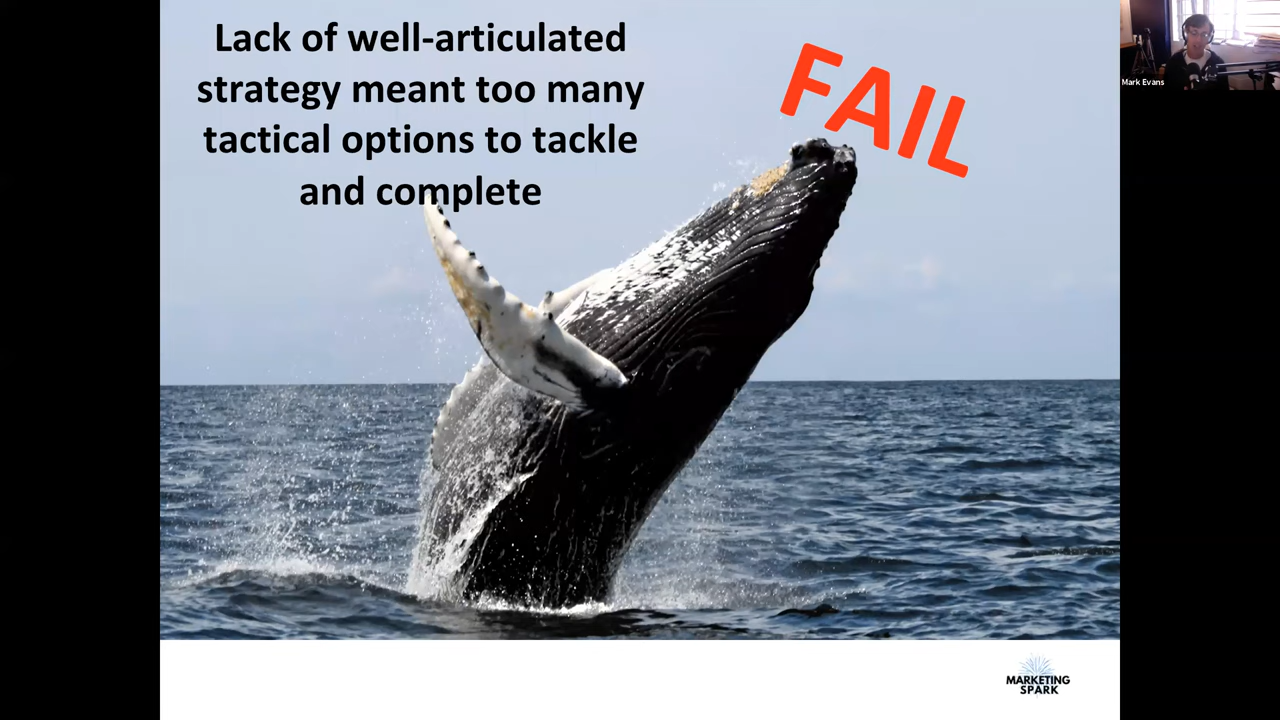 Lack of well-articulated
strategy meant too many
tactical options to tackle
and complete
FAIL
Mark Evans
MARKETING
SPARK